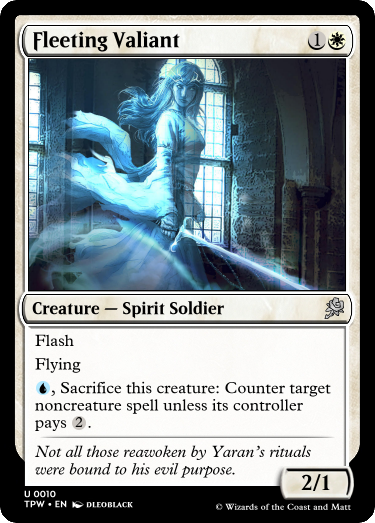 Fleeting Valiant 1
Creature — Spirit Soldier
Flash
Flying
, Sacrifice this creature: Counter target
noncreature spell unless its controller
pays 2.
Not all those reawoken by Yaran's rituals
were bound to his evil purpose.
2/1
U 0010
TPW • EN DLEOBLACK
© Wizards of the Coast and Matt